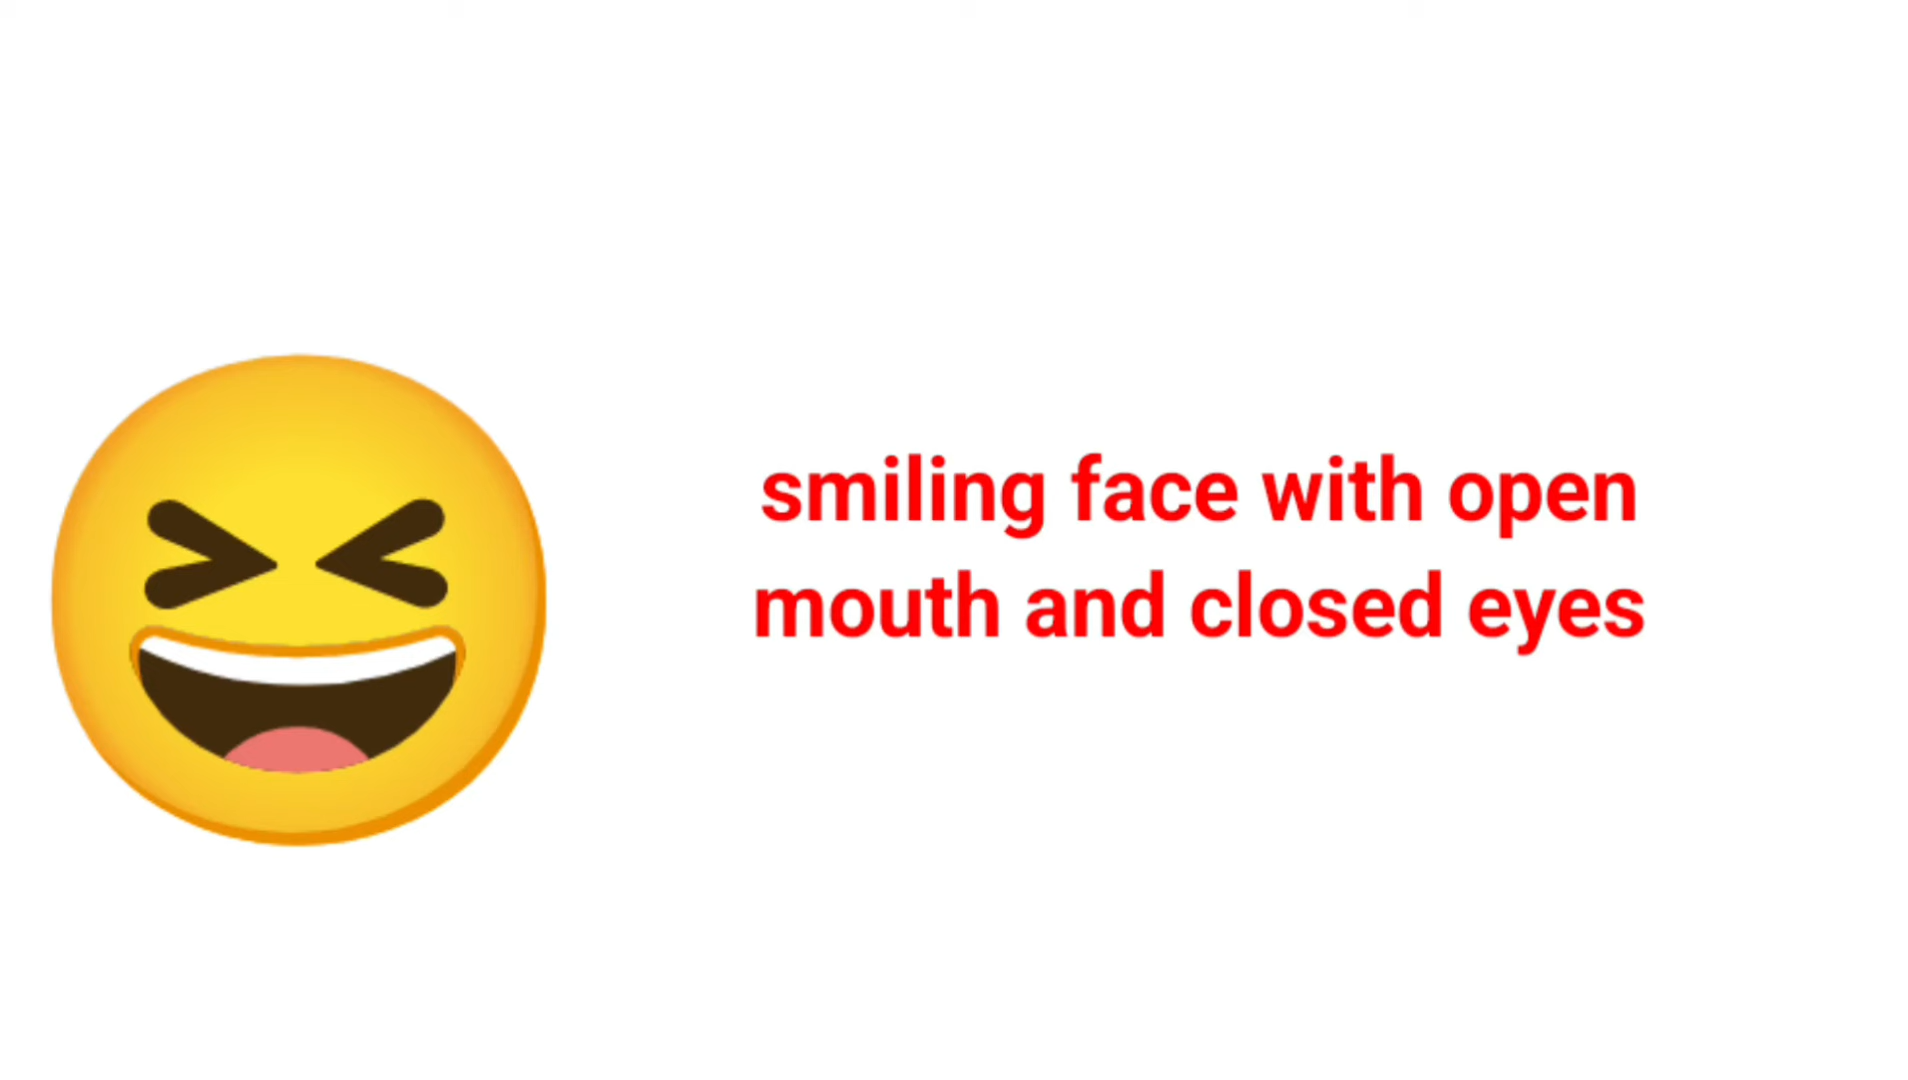 smiling face with open
mouth and closed eyes